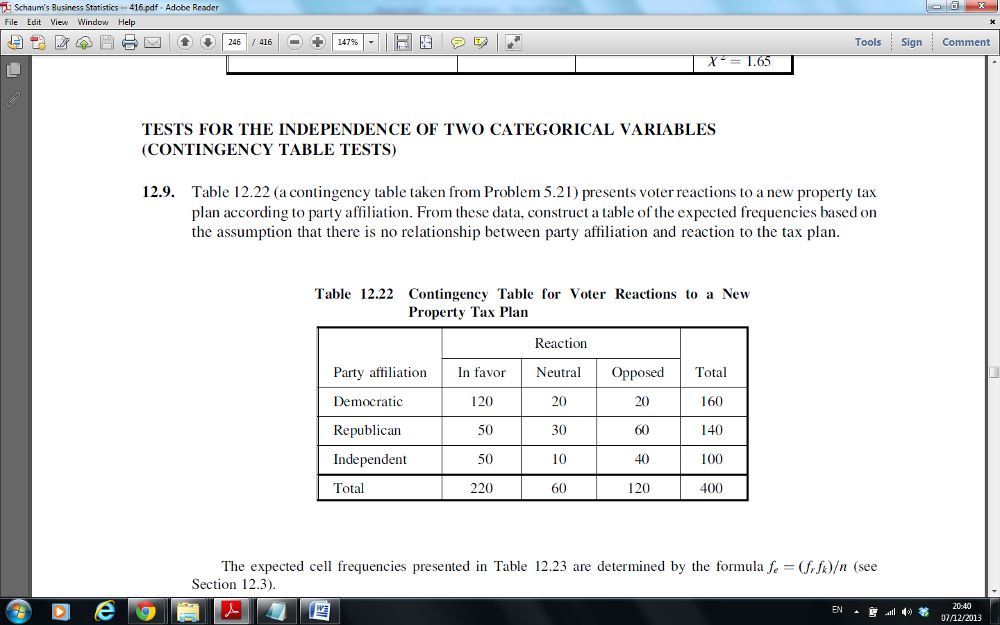 Schaum's Business Statistics -- 416.pdf - Adobe Reader
File Edit View Window Help
246 / 416 147% Tools Sign Comment
χ² = 1.65
TESTS FOR THE INDEPENDENCE OF TWO CATEGORICAL VARIABLES
(CONTINGENCY TABLE TESTS)
12.9. Table 12.22 (a contingency table taken from Problem 5.21) presents voter reactions to a new property tax
plan according to party affiliation. From these data, construct a table of the expected frequencies based on
the assumption that there is no relationship between party affiliation and reaction to the tax plan.
Table 12.22 Contingency Table for Voter Reactions to a New
Property Tax Plan
Reaction
Party affiliation In favor Neutral Opposed Total
Democratic 120 20 20 160
Republican 50 30 60 140
Independent 50 10 40 100
Total 220 60 120 400
The expected cell frequencies presented in Table 12.23 are determined by the formula fₑ = (fᵣfₖ)/n (see
Section 12.3).
EN 20:40
07/12/2013